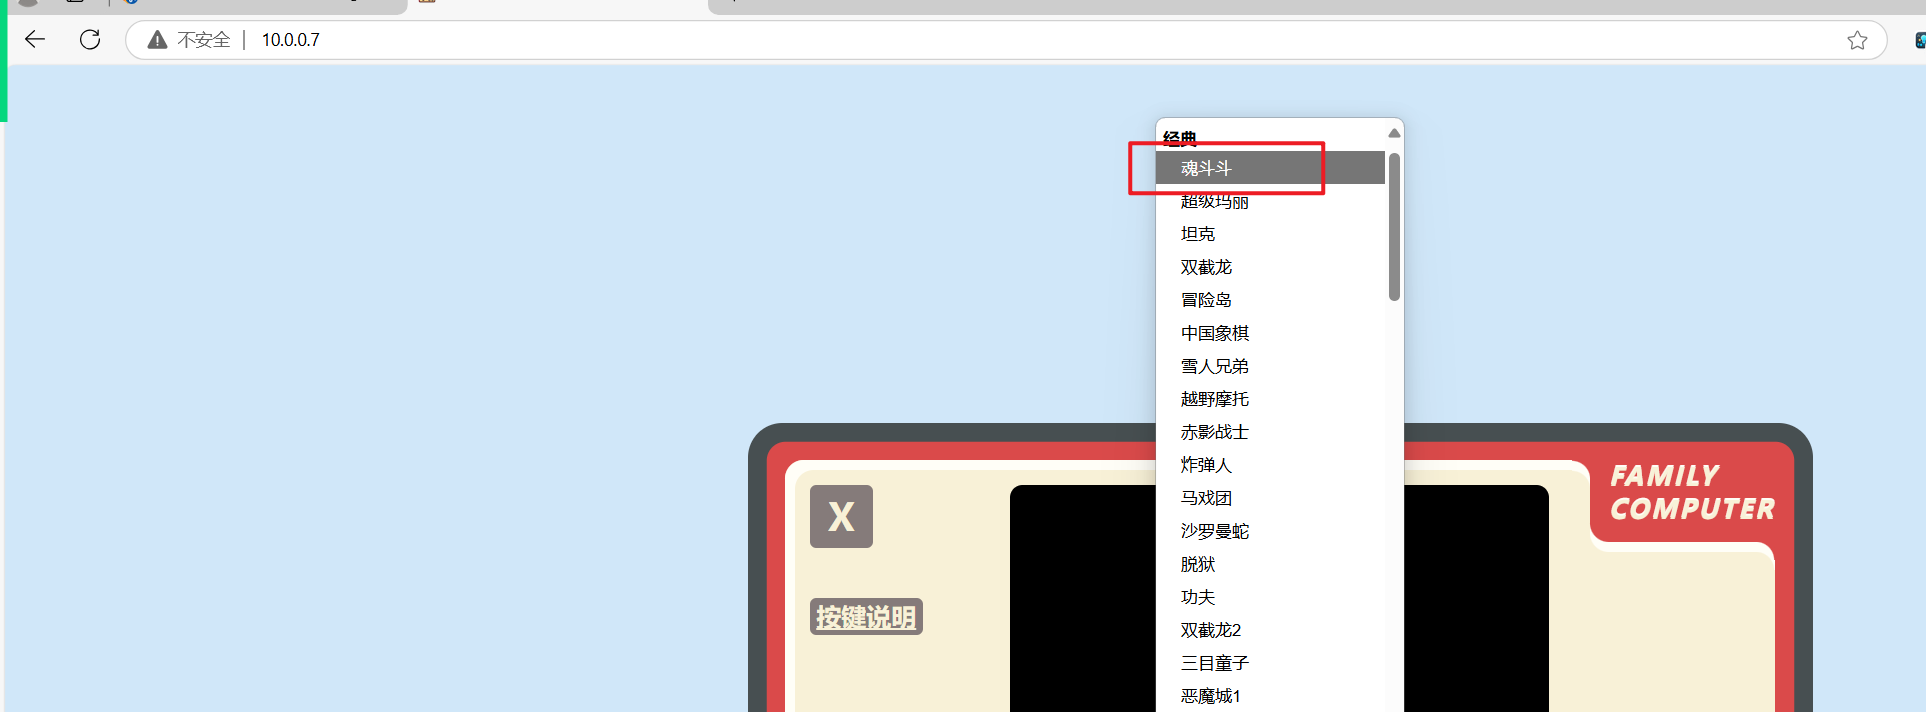 不安全 10.0.0.7
经典
魂斗斗
超级玛丽
坦克
双截龙
冒险岛
中国象棋
雪人兄弟
越野摩托
赤影战士
炸弹人
马戏团
沙罗曼蛇
脱狱
功夫
双截龙2
三目童子
恶魔城1
X
按键说明
FAMILY
COMPUTER